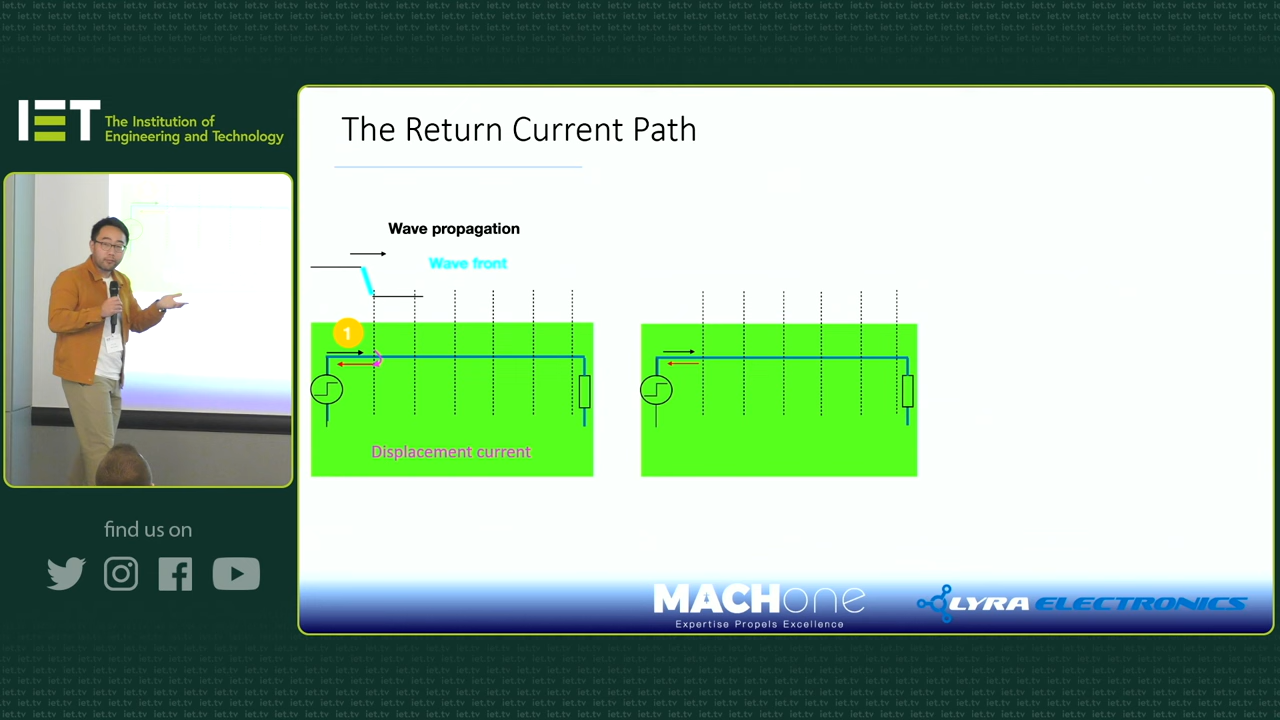 IET
The Institution of
Engineering and Technology
The Return Current Path
Wave propagation
Wave front
1
Displacement current
find us on
MACHone
Expertise Propels Excellence
LYRA ELECTRONICS